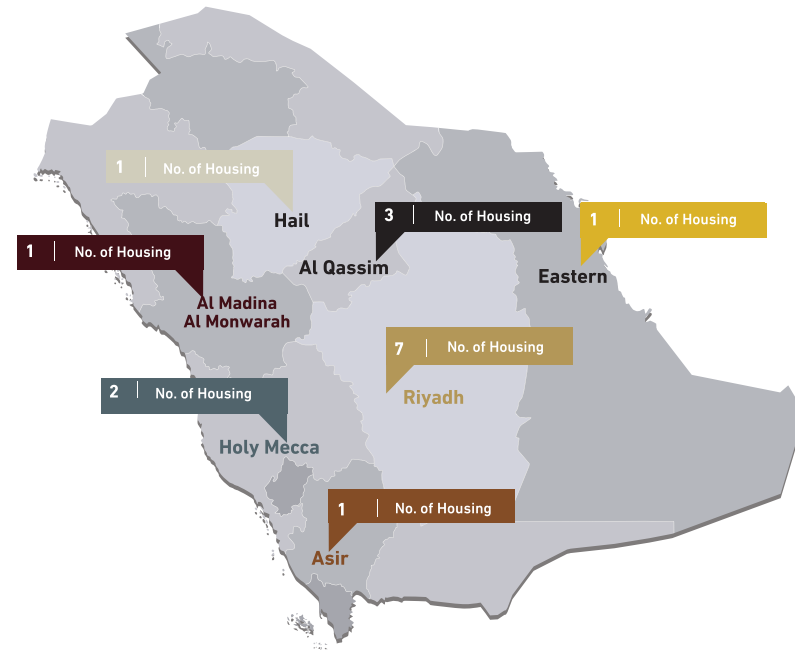 1 No. of Housing
Hail
3 No. of Housing
Al Qassim
1 No. of Housing
Eastern
1 No. of Housing
Al Madina
Al Monwarah
7 No. of Housing
Riyadh
2 No. of Housing
Holy Mecca
1 No. of Housing
Asir